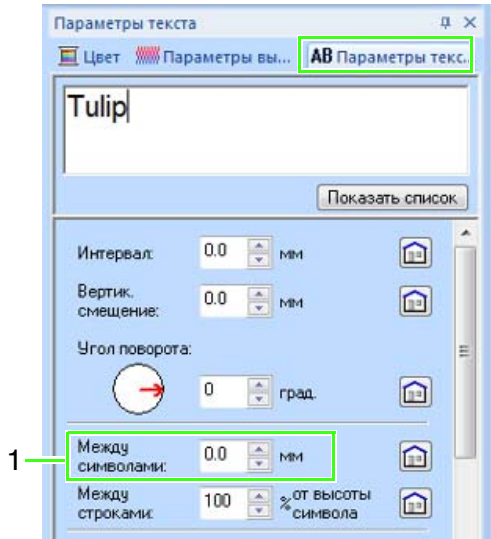 Параметры текста
Цвет Параметры вы... AB Параметры текс..
Tulip
Показать список
Интервал: 0.0 мм
Вертик.
смещение: 0.0 мм
Угол поворота:
0 град.
1
Между
символами: 0.0 мм
Между
строками: 100 % от высоты
символа